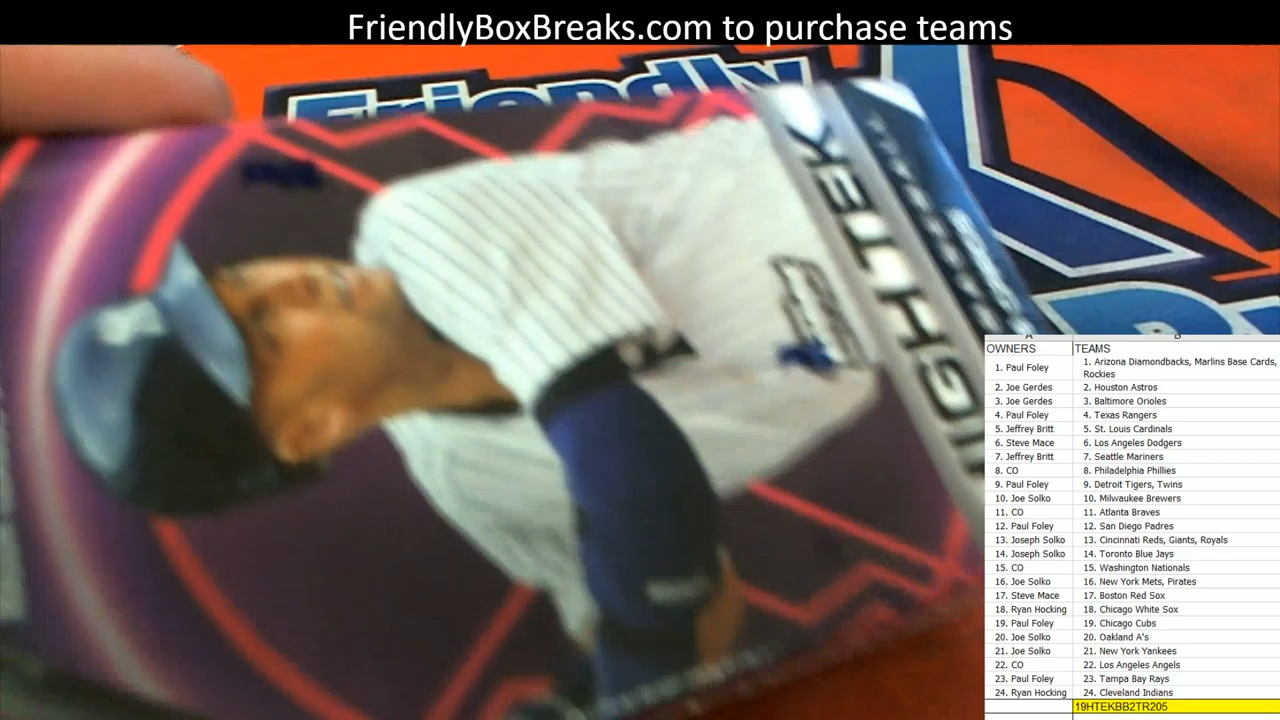 FriendlyBoxBreaks.com to purchase teams
Friendly
HIGH TEK
OWNERS TEAMS
1. Paul Foley 1. Arizona Diamondbacks, Marlins Base Cards, Rockies
2. Joe Gerdes 2. Houston Astros
3. Joe Gerdes 3. Baltimore Orioles
4. Paul Foley 4. Texas Rangers
5. Jeffrey Britt 5. St. Louis Cardinals
6. Steve Mace 6. Los Angeles Dodgers
7. Jeffrey Britt 7. Seattle Mariners
8. CO 8. Philadelphia Phillies
9. Paul Foley 9. Detroit Tigers, Twins
10. Joe Solko 10. Milwaukee Brewers
11. CO 11. Atlanta Braves
12. Paul Foley 12. San Diego Padres
13. Joseph Solko 13. Cincinnati Reds, Giants, Royals
14. Joseph Solko 14. Toronto Blue Jays
15. CO 15. Washington Nationals
16. Joe Solko 16. New York Mets, Pirates
17. Steve Mace 17. Boston Red Sox
18. Ryan Hocking 18. Chicago White Sox
19. Paul Foley 19. Chicago Cubs
20. Joe Solko 20. Oakland A's
21. Joe Solko 21. New York Yankees
22. CO 22. Los Angeles Angels
23. Paul Foley 23. Tampa Bay Rays
24. Ryan Hocking 24. Cleveland Indians
19HTEKBB2TR205